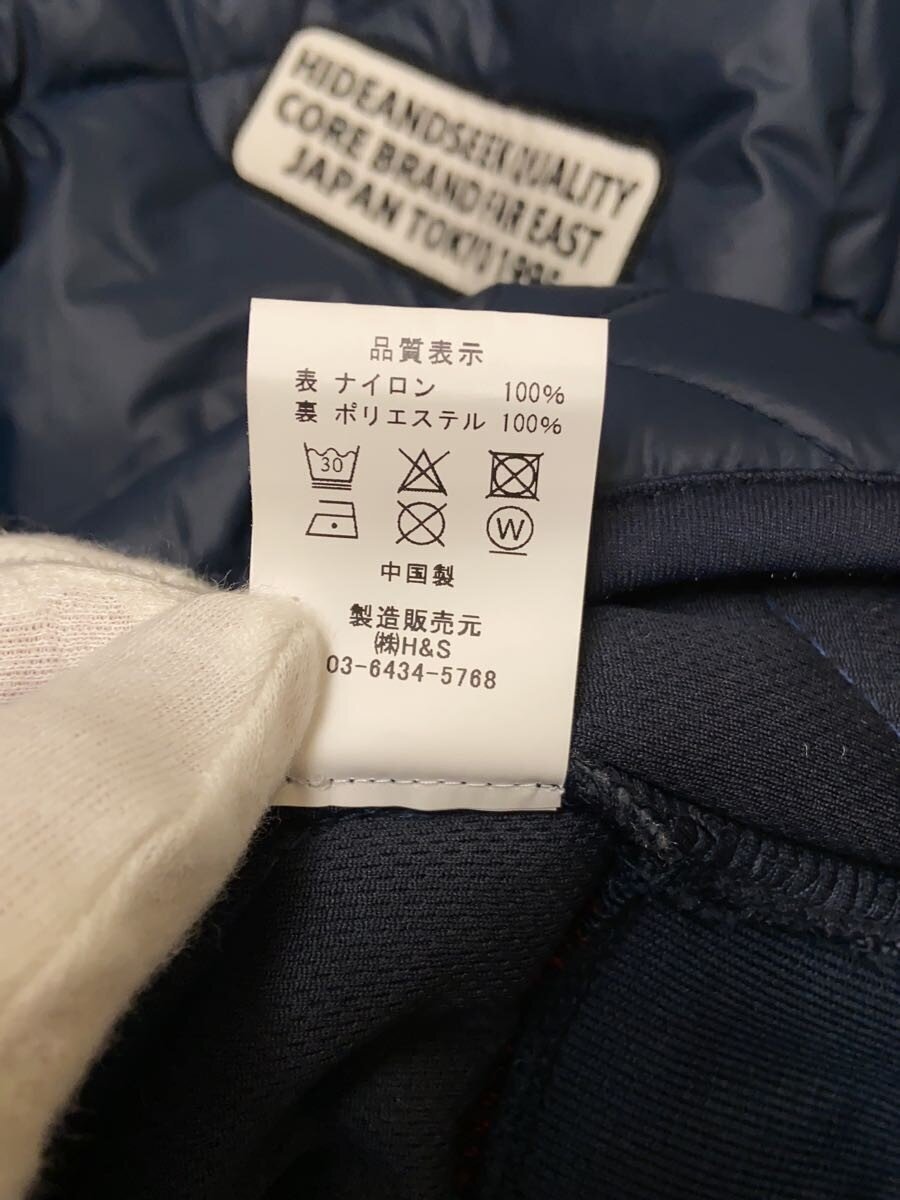 HIDEANDSEEK QUALITY
CORE BRAND FAR EAST
JAPAN TOKYO
品質表示
表 ナイロン 100%
裏 ポリエステル 100%
30
W
中国製
製造販売元
㈱H&S
03-6434-5768